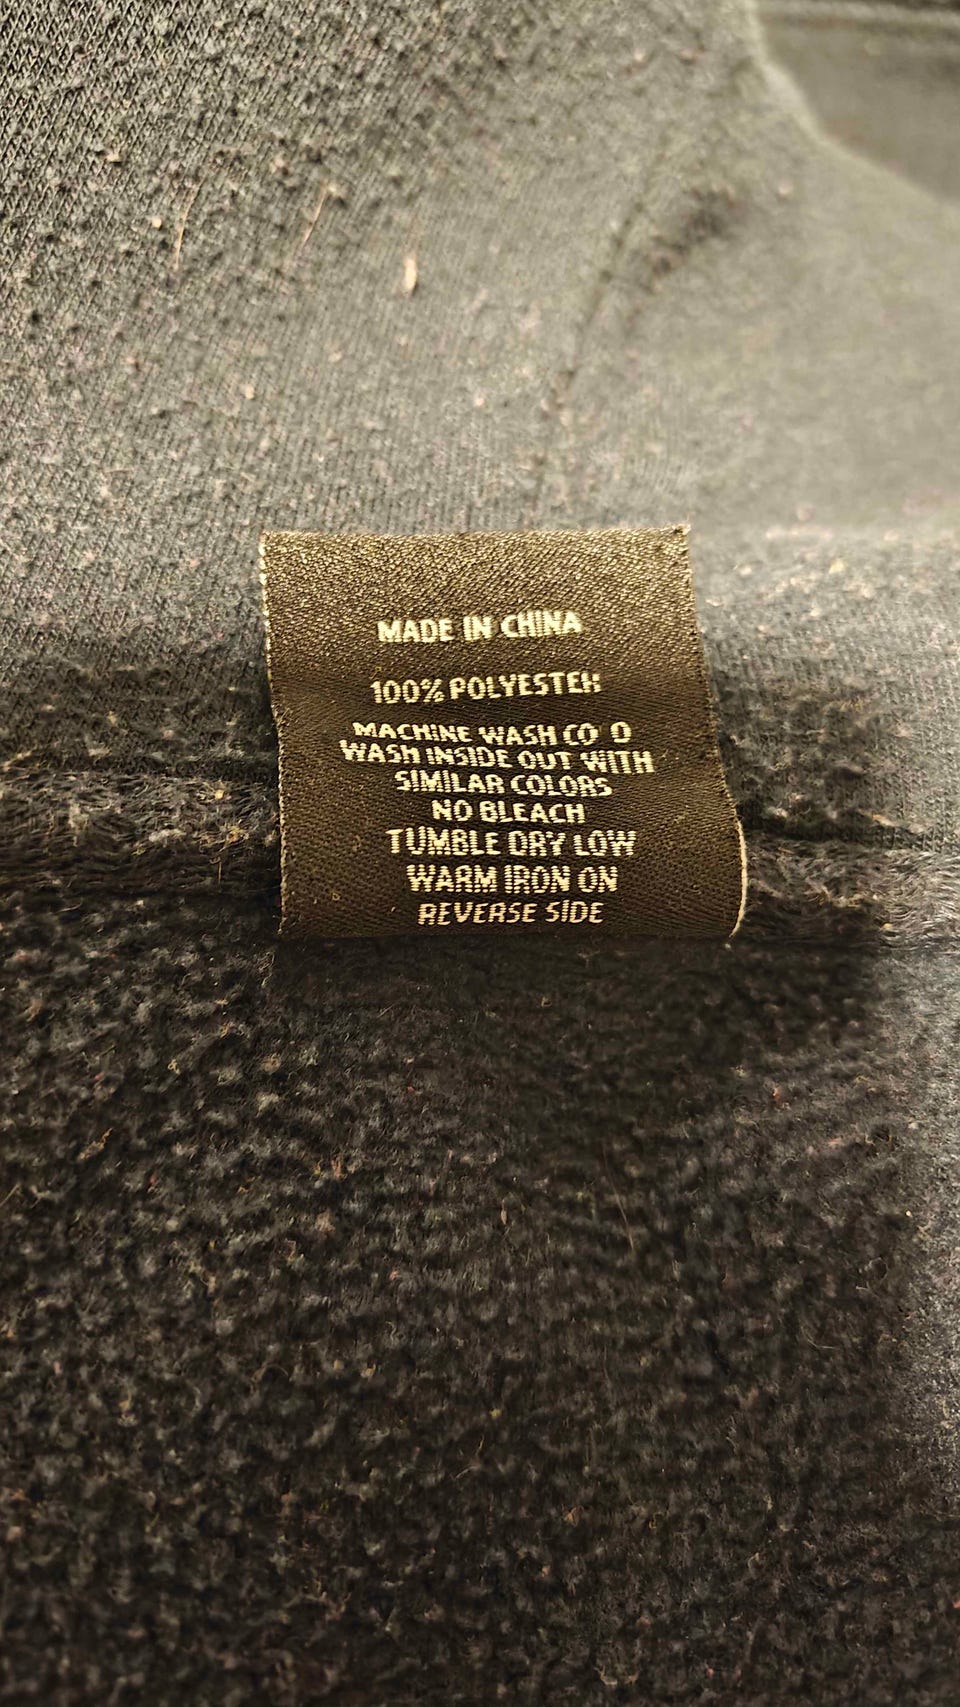 MADE IN CHINA
100% POLYESTER
MACHINE WASH
WASH INSIDE OUT WITH
SIMILAR COLORS
NO BLEACH
TUMBLE DRY LOW
WARM IRON ON
REVERSE SIDE